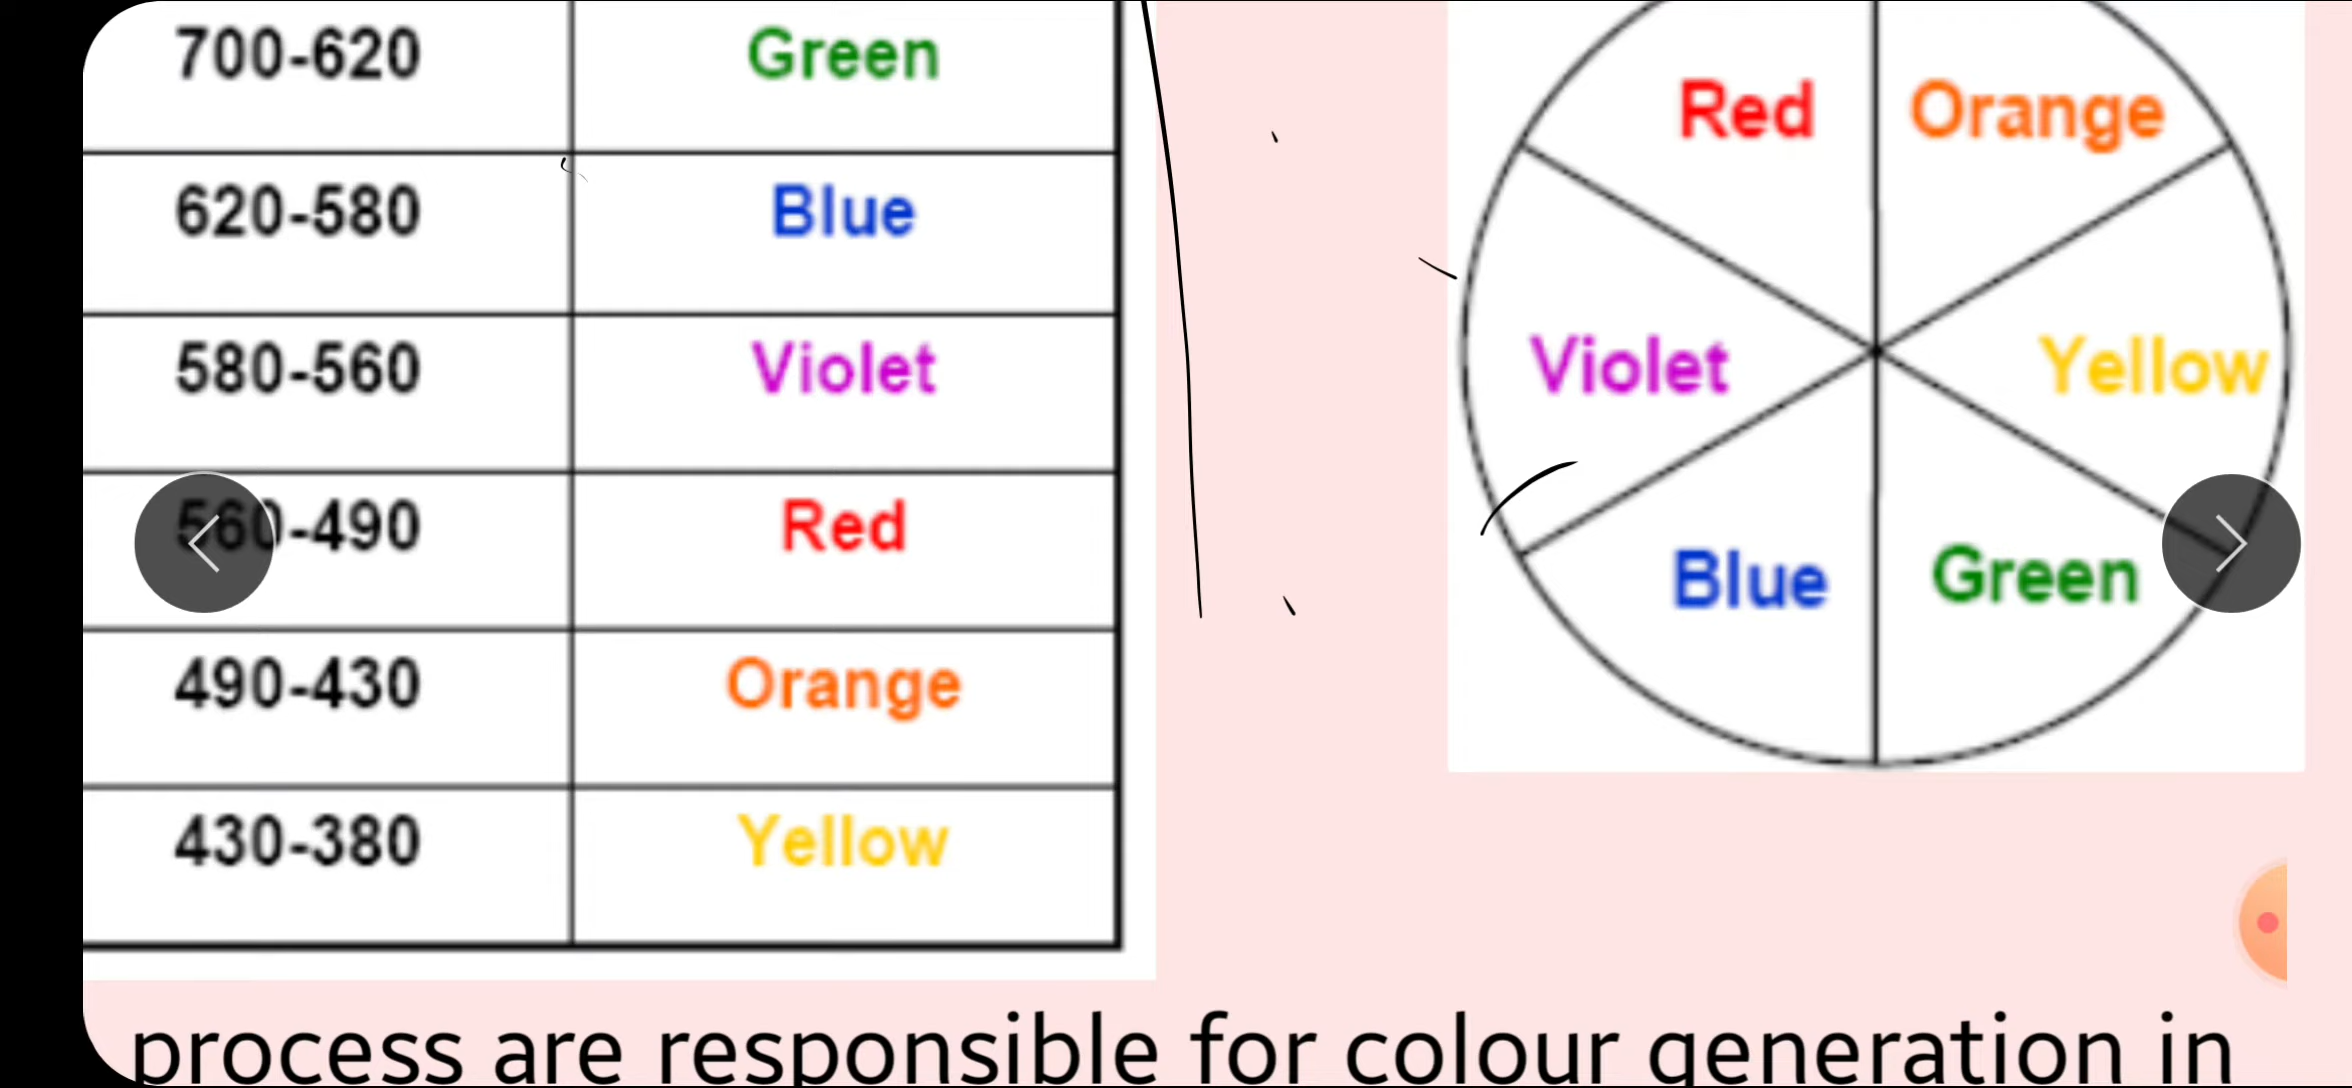 700-620 Green
620-580 Blue
580-560 Violet
560-490 Red
490-430 Orange
430-380 Yellow
Red Orange
Violet Yellow
Blue Green
process are responsible for colour generation in